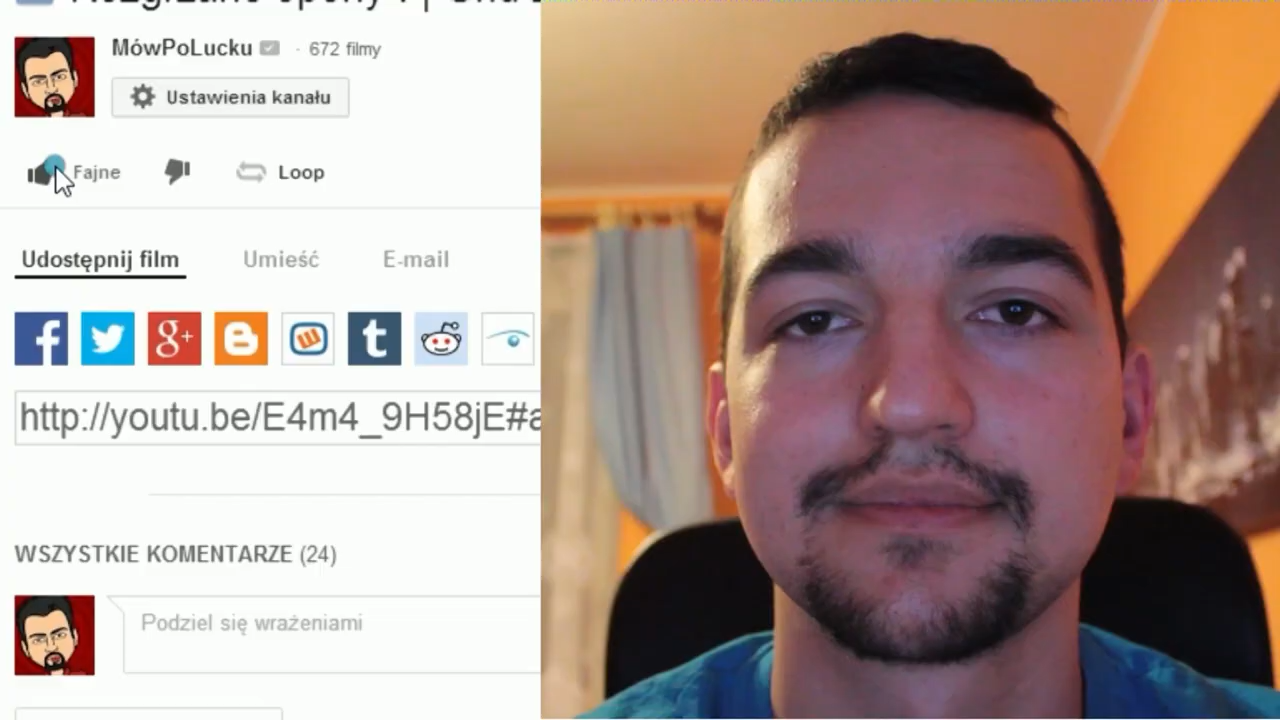 MówPoLucku · 672 filmy
Ustawienia kanału
Fajne Loop
Udostępnij film Umieść E-mail
http://youtu.be/E4m4_9H58jE#a
WSZYSTKIE KOMENTARZE (24)
Podziel się wrażeniami